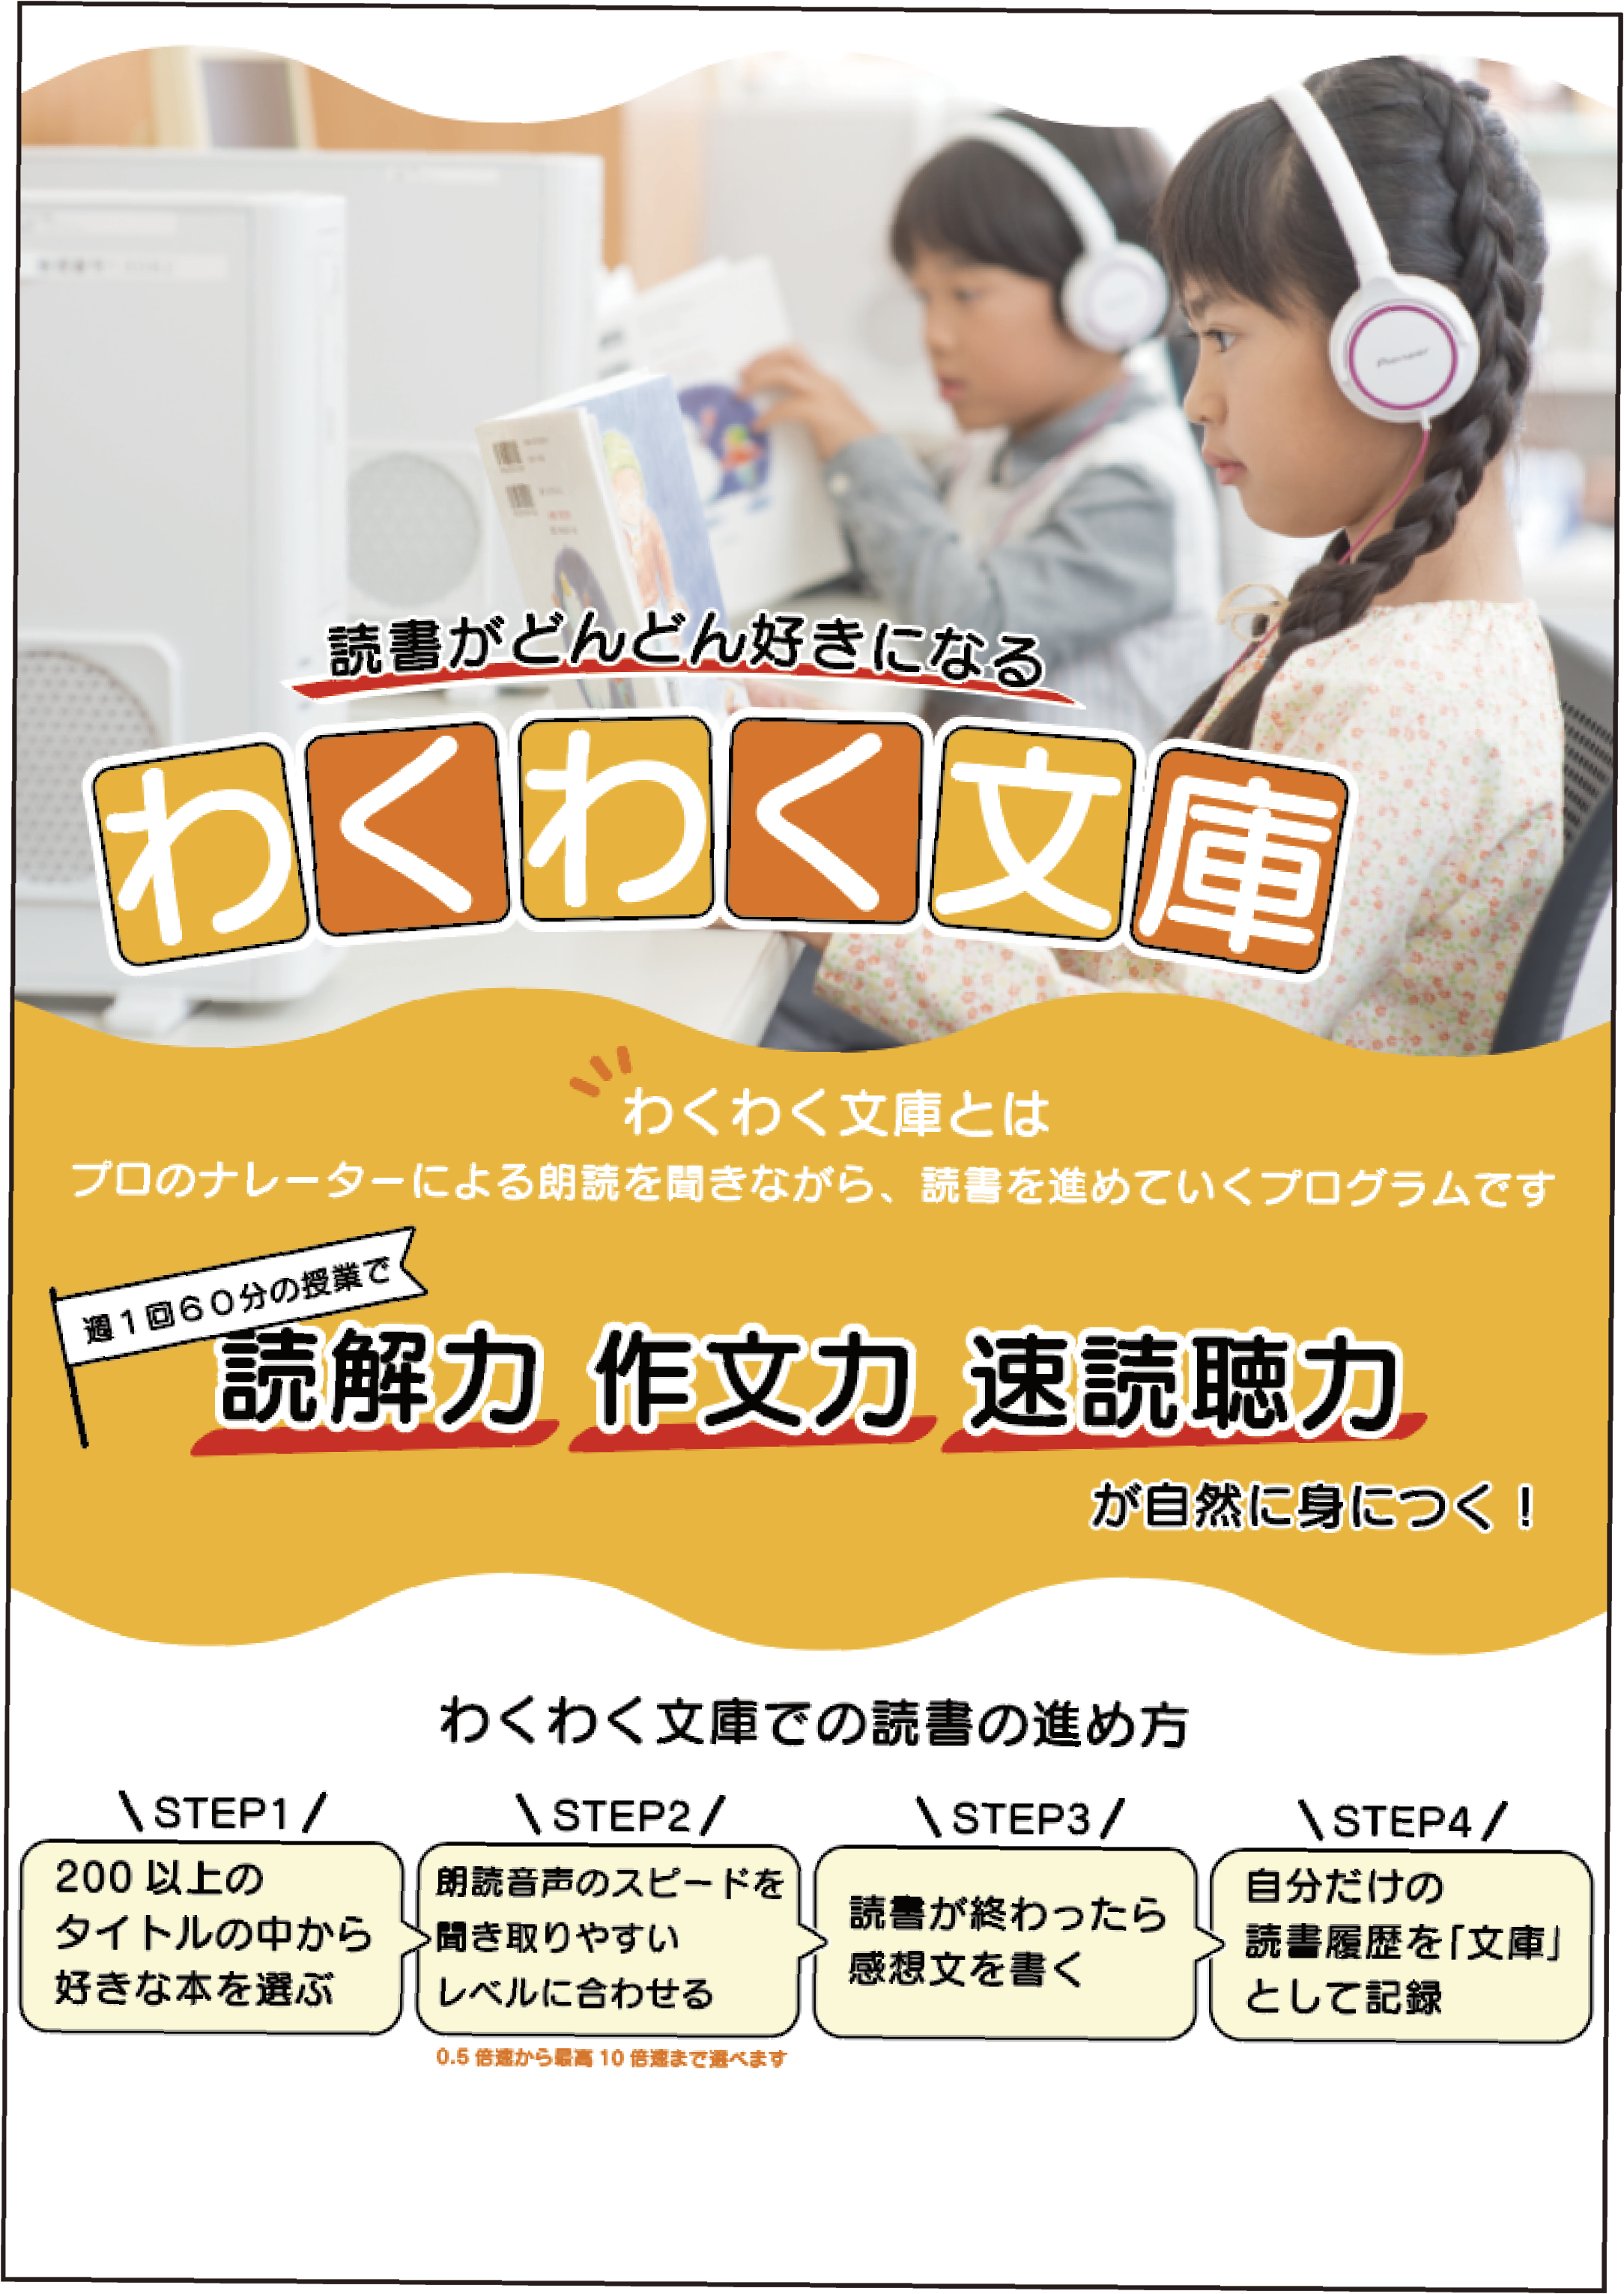 読書がどんどん好きになる
わくわく文庫
わくわく文庫とは
プロのナレーターによる朗読を聞きながら、読書を進めていくプログラムです
週1回60分の授業で
読解力 作文力 速読聴力
が自然に身につく！
わくわく文庫での読書の進め方
\ STEP1 /
200 以上の
タイトルの中から
好きな本を選ぶ
\ STEP2 /
朗読音声のスピードを
聞き取りやすい
レベルに合わせる
0.5 倍速から最高 10 倍速まで選べます
\ STEP3 /
読書が終わったら
感想文を書く
\ STEP4 /
自分だけの
読書履歴を「文庫」
として記録